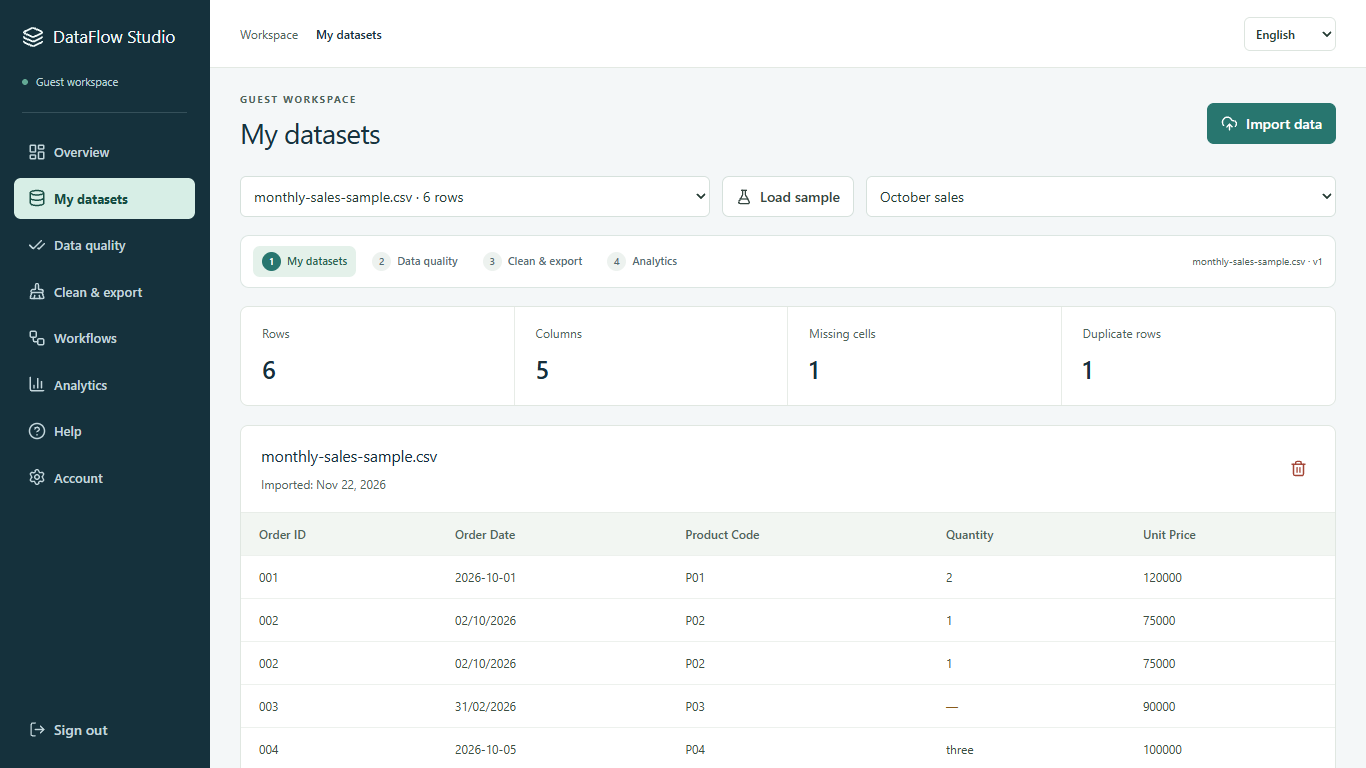 DataFlow Studio
Guest workspace
Overview
My datasets
Data quality
Clean & export
Workflows
Analytics
Help
Account
Sign out
Workspace My datasets
English
GUEST WORKSPACE
My datasets
Import data
monthly-sales-sample.csv · 6 rows
Load sample
October sales
1 My datasets 2 Data quality 3 Clean & export 4 Analytics monthly-sales-sample.csv · v1
Rows Columns Missing cells Duplicate rows
6 5 1 1
monthly-sales-sample.csv
Imported: Nov 22, 2026
Order ID Order Date Product Code Quantity Unit Price
001 2026-10-01 P01 2 120000
002 02/10/2026 P02 1 75000
002 02/10/2026 P02 1 75000
003 31/02/2026 P03 — 90000
004 2026-10-05 P04 three 100000